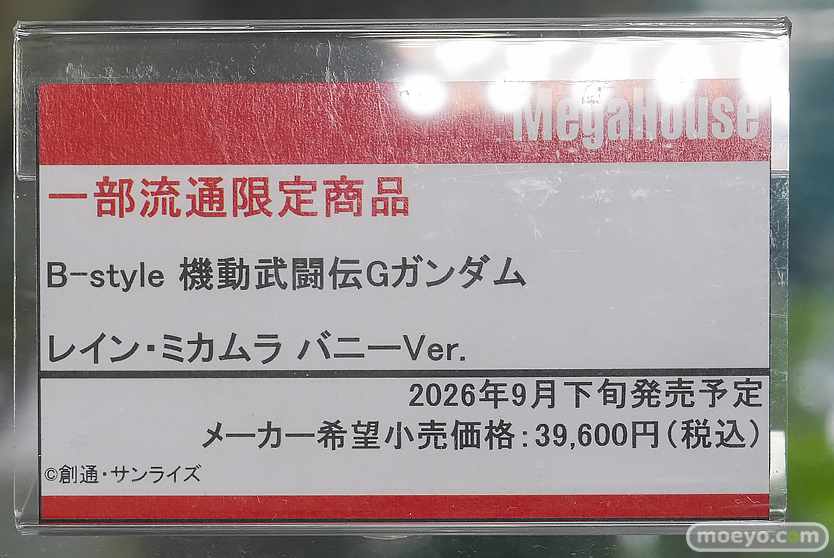 MegaHouse
一部流通限定商品
B-style 機動武闘伝Gガンダム
レイン・ミカムラ バニーVer.
2026年9月下旬発売予定
メーカー希望小売価格:39,600円(税込)
©創通・サンライズ
moeyo.com